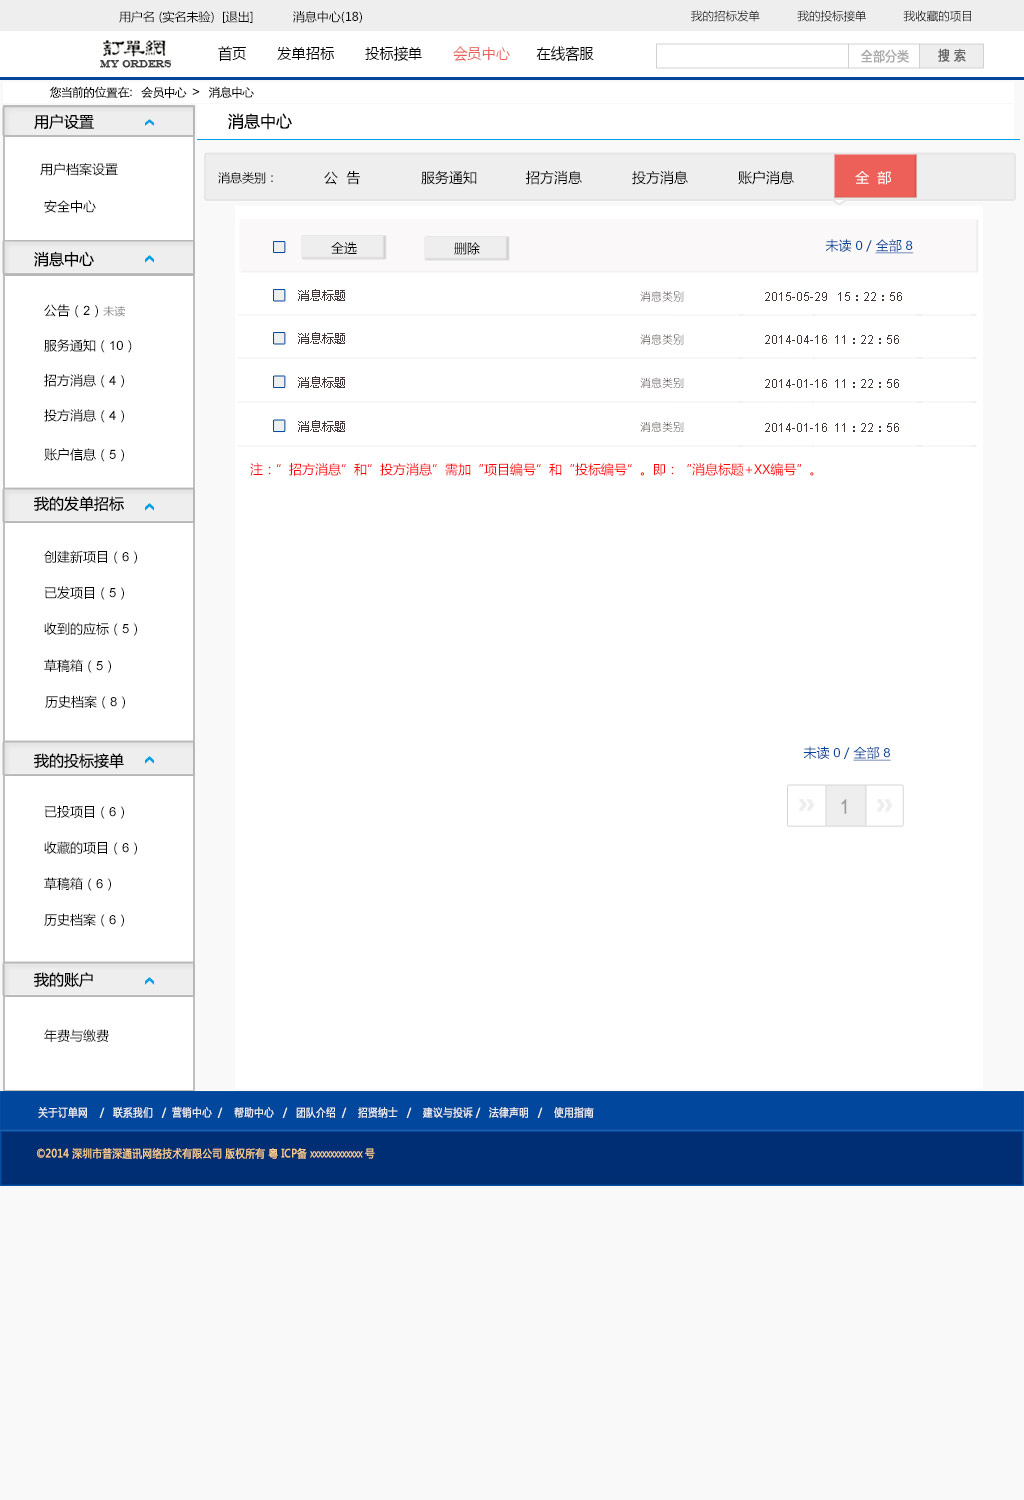 用户名 (实名未验) [退出] 消息中心(18) 我的招标发单 我的投标接单 我收藏的项目
訂單網
MY ORDERS
首页 发单招标 投标接单 会员中心 在线客服 全部分类 搜 索
您当前的位置在: 会员中心 > 消息中心
用户设置
用户档案设置
安全中心
消息中心
公告 ( 2 ) 未读
服务通知 ( 10 )
招方消息 ( 4 )
投方消息 ( 4 )
账户信息 ( 5 )
我的发单招标
创建新项目 ( 6 )
已发项目 ( 5 )
收到的应标 ( 5 )
草稿箱 ( 5 )
历史档案 ( 8 )
我的投标接单
已投项目 ( 6 )
收藏的项目 ( 6 )
草稿箱 ( 6 )
历史档案 ( 6 )
我的账户
年费与缴费
消息中心
消息类别： 公 告 服务通知 招方消息 投方消息 账户消息 全 部
全选 删除 未读 0 / 全部 8
消息标题 消息类别 2015-05-29 15：22：56
消息标题 消息类别 2014-04-16 11：22：56
消息标题 消息类别 2014-01-16 11：22：56
消息标题 消息类别 2014-01-16 11：22：56
注：”招方消息”和”投方消息”需加“项目编号”和“投标编号”。即：“消息标题+XX编号”。
未读 0 / 全部 8
» 1 »
关于订单网 / 联系我们 / 营销中心 / 帮助中心 / 团队介绍 / 招贤纳士 / 建议与投诉 / 法律声明 / 使用指南
©2014 深圳市普深通讯网络技术有限公司 版权所有 粤 ICP备 xxxxxxxxxxxx 号